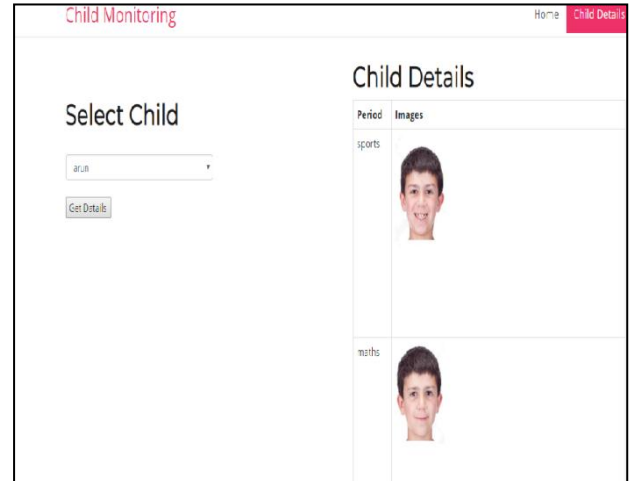 Child Monitoring
Home Child Details
Select Child
arun
Get Details
Child Details
Period Images
sports
maths